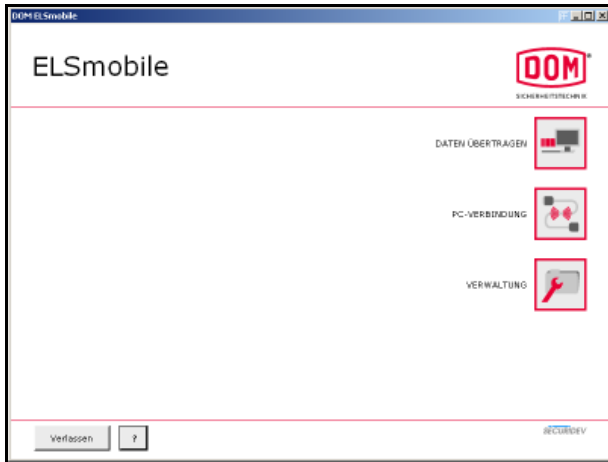 DOM ELSmobile
ELSmobile
DOM
SICHERHEITSTECHNIK
DATEN ÜBERTRAGEN
PC-VERBINDUNG
VERWALTUNG
Verlassen
?
SECURIDEV